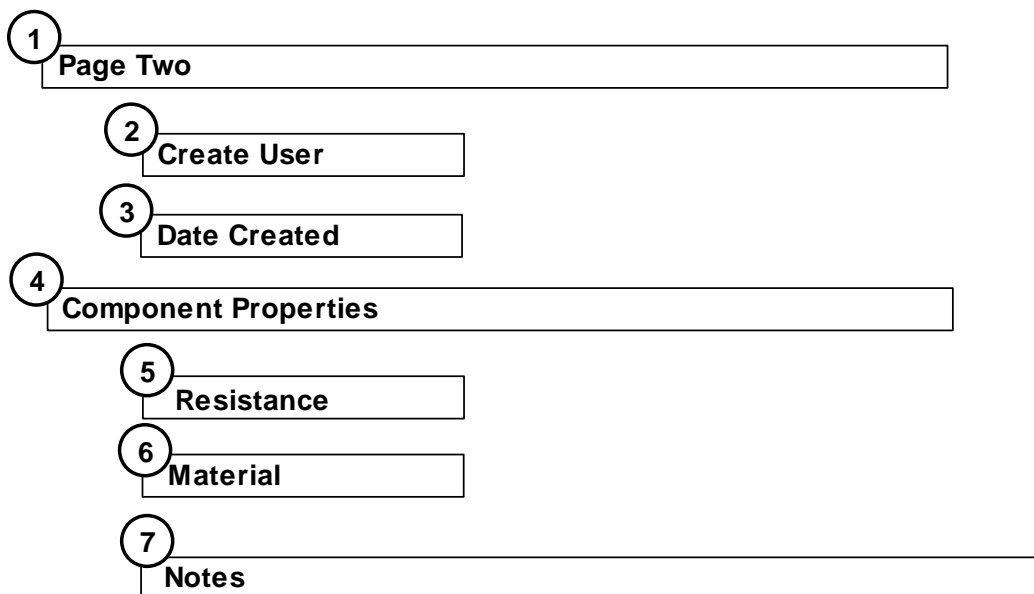 1
Page Two
2
Create User
3
Date Created
4
Component Properties
5
Resistance
6
Material
7
Notes